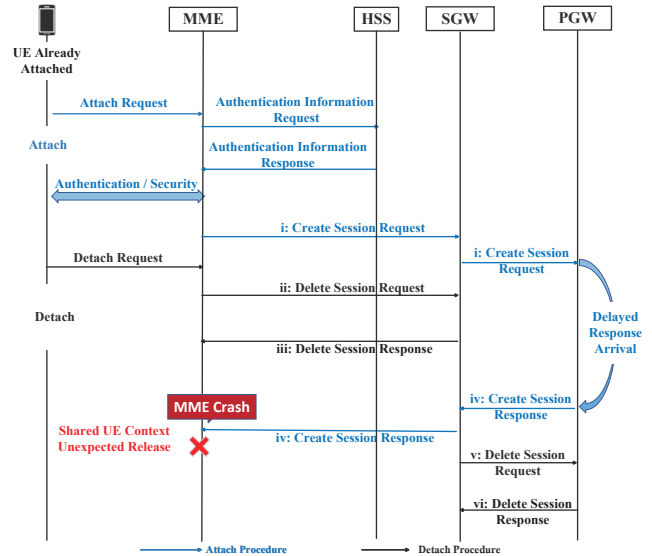 MME
HSS
SGW
PGW
UE Already
Attached
Attach Request
Authentication Information
Request
Attach
Authentication Information
Response
Authentication / Security
i: Create Session Request
i: Create Session
Request
Detach Request
ii: Delete Session Request
Detach
Delayed
Response
Arrival
iii: Delete Session Response
MME Crash
iv: Create Session
Response
Shared UE Context
Unexpected Release
iv: Create Session Response
v: Delete Session
Request
vi: Delete Session
Response
Attach Procedure
Detach Procedure